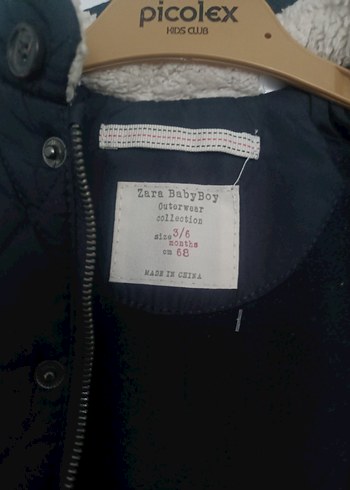 picolex
KIDS CLUB
Zara BabyBoy
Outerwear
collection
size 3/6
months
cm 68
MADE IN CHINA